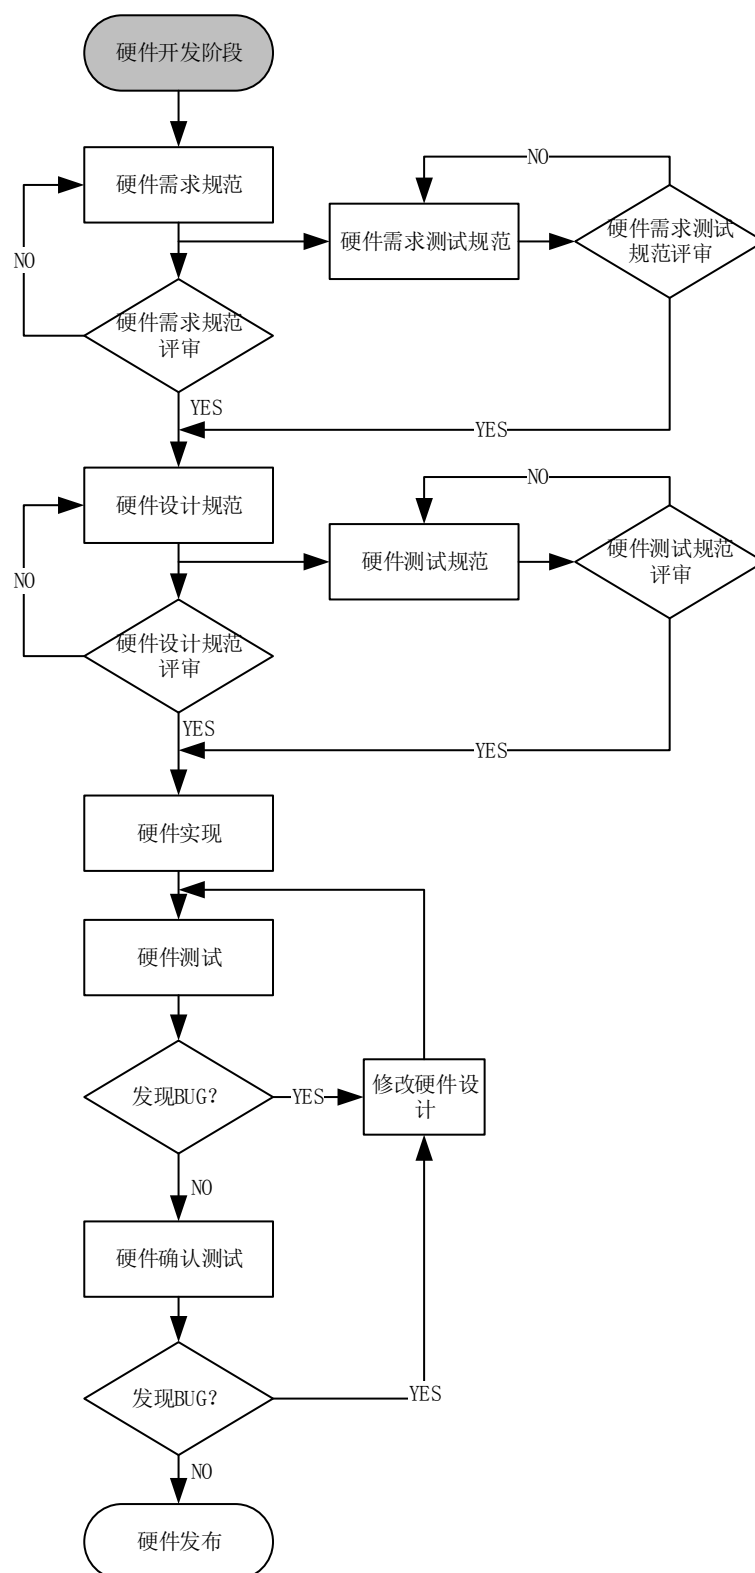 硬件开发阶段
硬件需求规范
NO
硬件需求测试规范
硬件需求测试
规范评审
NO
硬件需求规范
评审
YES
YES
硬件设计规范
NO
硬件测试规范
硬件测试规范
评审
NO
硬件设计规范
评审
YES
YES
硬件实现
硬件测试
发现BUG?
YES
修改硬件设
计
NO
硬件确认测试
发现BUG?
YES
NO
硬件发布